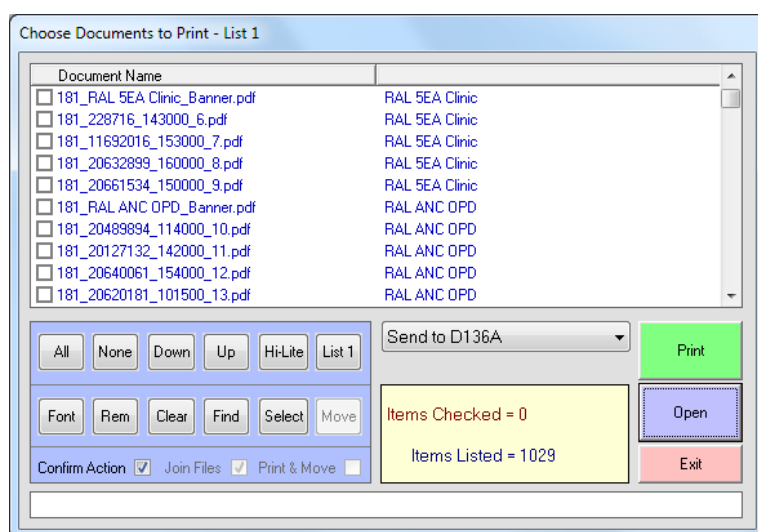 Choose Documents to Print - List 1
Document Name
181_RAL 5EA Clinic_Banner.pdf RAL 5EA Clinic
181_228716_143000_6.pdf RAL 5EA Clinic
181_11692016_153000_7.pdf RAL 5EA Clinic
181_20632899_160000_8.pdf RAL 5EA Clinic
181_20661534_150000_9.pdf RAL 5EA Clinic
181_RAL ANC OPD_Banner.pdf RAL ANC OPD
181_20489894_114000_10.pdf RAL ANC OPD
181_20127132_142000_11.pdf RAL ANC OPD
181_20640061_154000_12.pdf RAL ANC OPD
181_20620181_101500_13.pdf RAL ANC OPD
All None Down Up Hi-Lite List 1
Send to D136A
Print
Font Rem Clear Find Select Move
Items Checked = 0
Open
Items Listed = 1029
Confirm Action Join Files Print & Move
Exit